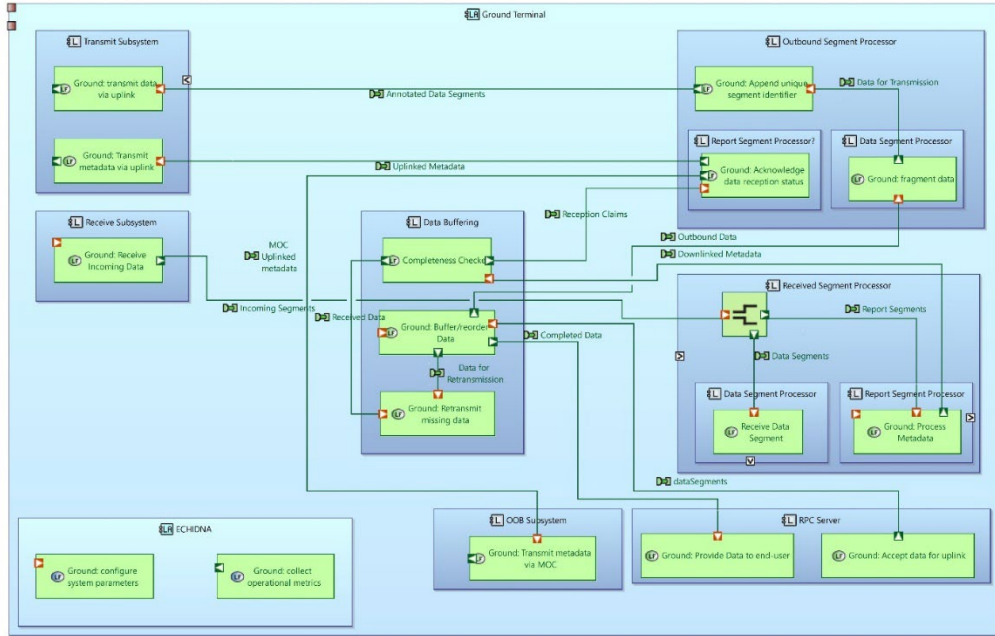 Ground Terminal
Transmit Subsystem
Ground: transmit data
via uplink
Ground: Transmit
metadata via uplink
Annotated Data Segments
Uplinked Metadata
Outbound Segment Processor
Ground: Append unique
segment identifier
Data for Transmission
Report Segment Processor?
Ground: Acknowledge
data reception status
Data Segment Processor
Ground: fragment data
Receive Subsystem
Ground: Receive
Incoming Data
MOC
Uplinked
metadata
Incoming Segments
Received Data
Data Buffering
Completeness Checker
Ground: Buffer/reorder
Data
Data for
Retransmission
Ground: Retransmit
missing data
Reception Claims
Outbound Data
Downlinked Metadata
Completed Data
Received Segment Processor
Report Segments
Data Segments
Data Segment Processor
Receive Data
Segment
Report Segment Processor
Ground: Process
Metadata
dataSegments
ECHIDNA
Ground: configure
system parameters
Ground: collect
operational metrics
OOB Subsystem
Ground: Transmit metadata
via MOC
RPC Server
Ground: Provide Data to end-user
Ground: Accept data for uplink